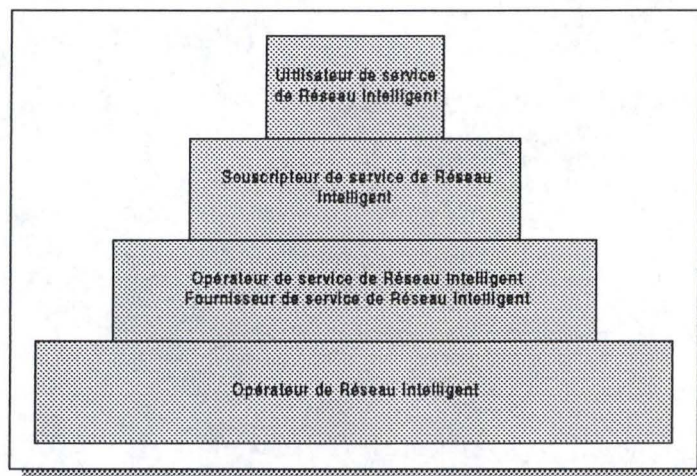 Utilisateur de service
de Réseau Intelligent
Souscripteur de service de Réseau
Intelligent
Opérateur de service de Réseau Intelligent
Fournisseur de service de Réseau Intelligent
Opérateur de Réseau Intelligent